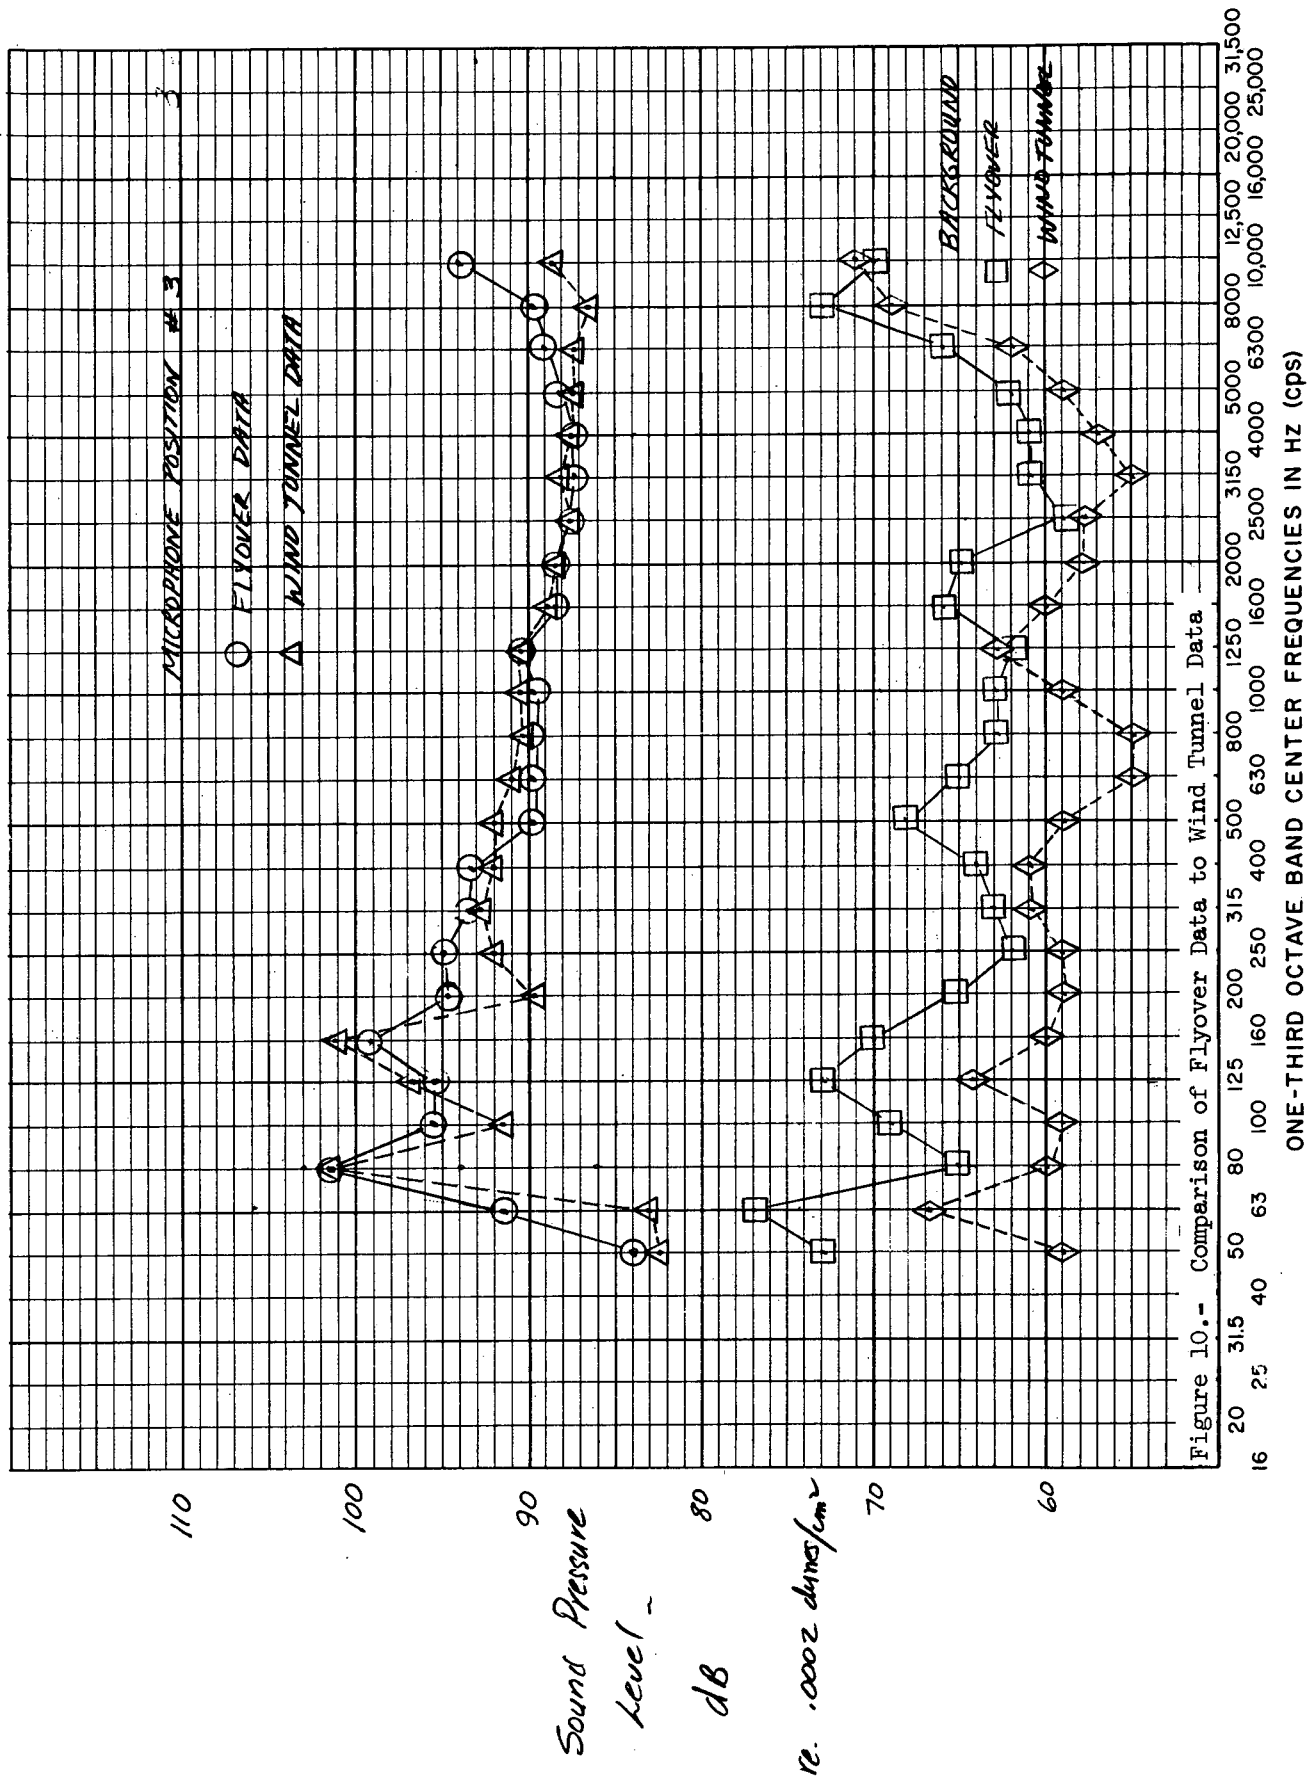 MICROPHONE POSITION # 3 3
FLYOVER DATA
WIND TUNNEL DATA
110
100
90
80
70
60
Sound Pressure
Level -
dB
re. .0002 dynes/cm²
BACKGROUND
FLYOVER
WIND TUNNEL
Figure 10.- Comparison of Flyover Data to Wind Tunnel Data
16 20 25 31.5 40 50 63 80 100 125 160 200 250 315 400 500 630 800 1000 1250 1600 2000 2500 3150 4000 5000 6300 8000 10,000 12,500 16,000 20,000 25,000 31,500
ONE-THIRD OCTAVE BAND CENTER FREQUENCIES IN Hz (cps)